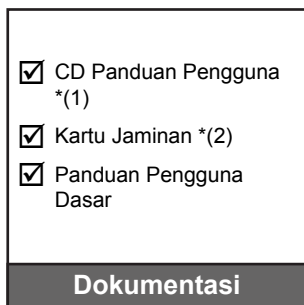 CD Panduan Pengguna
*(1)
Kartu Jaminan *(2)
Panduan Pengguna
Dasar
Dokumentasi